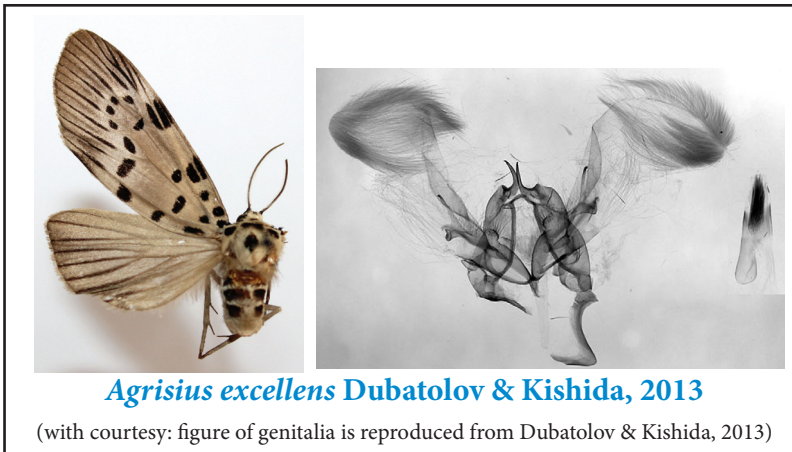 Agrisius excellens Dubatolov & Kishida, 2013
(with courtesy: figure of genitalia is reproduced from Dubatolov & Kishida, 2013)